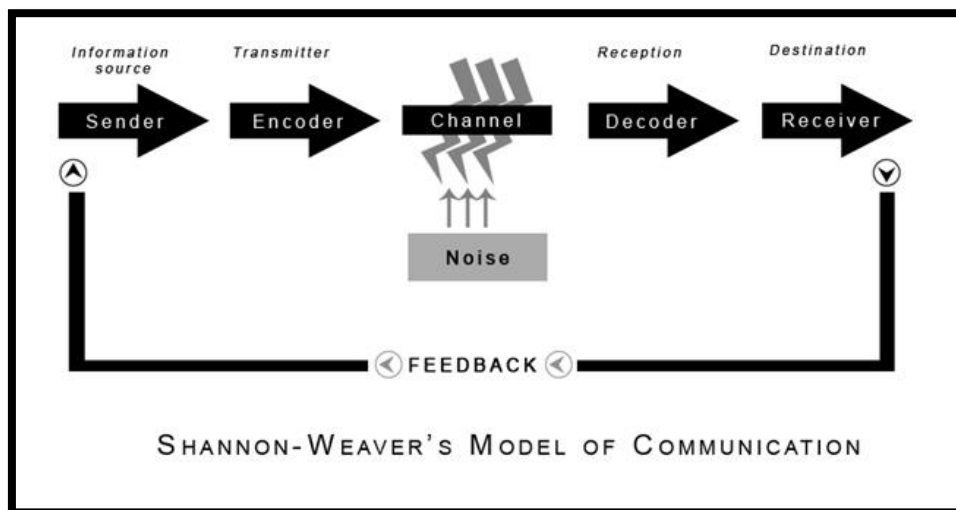 Information
source
Transmitter
Reception
Destination
Sender
Encoder
Channel
Decoder
Receiver
Noise
FEEDBACK
SHANNON-WEAVER'S MODEL OF COMMUNICATION